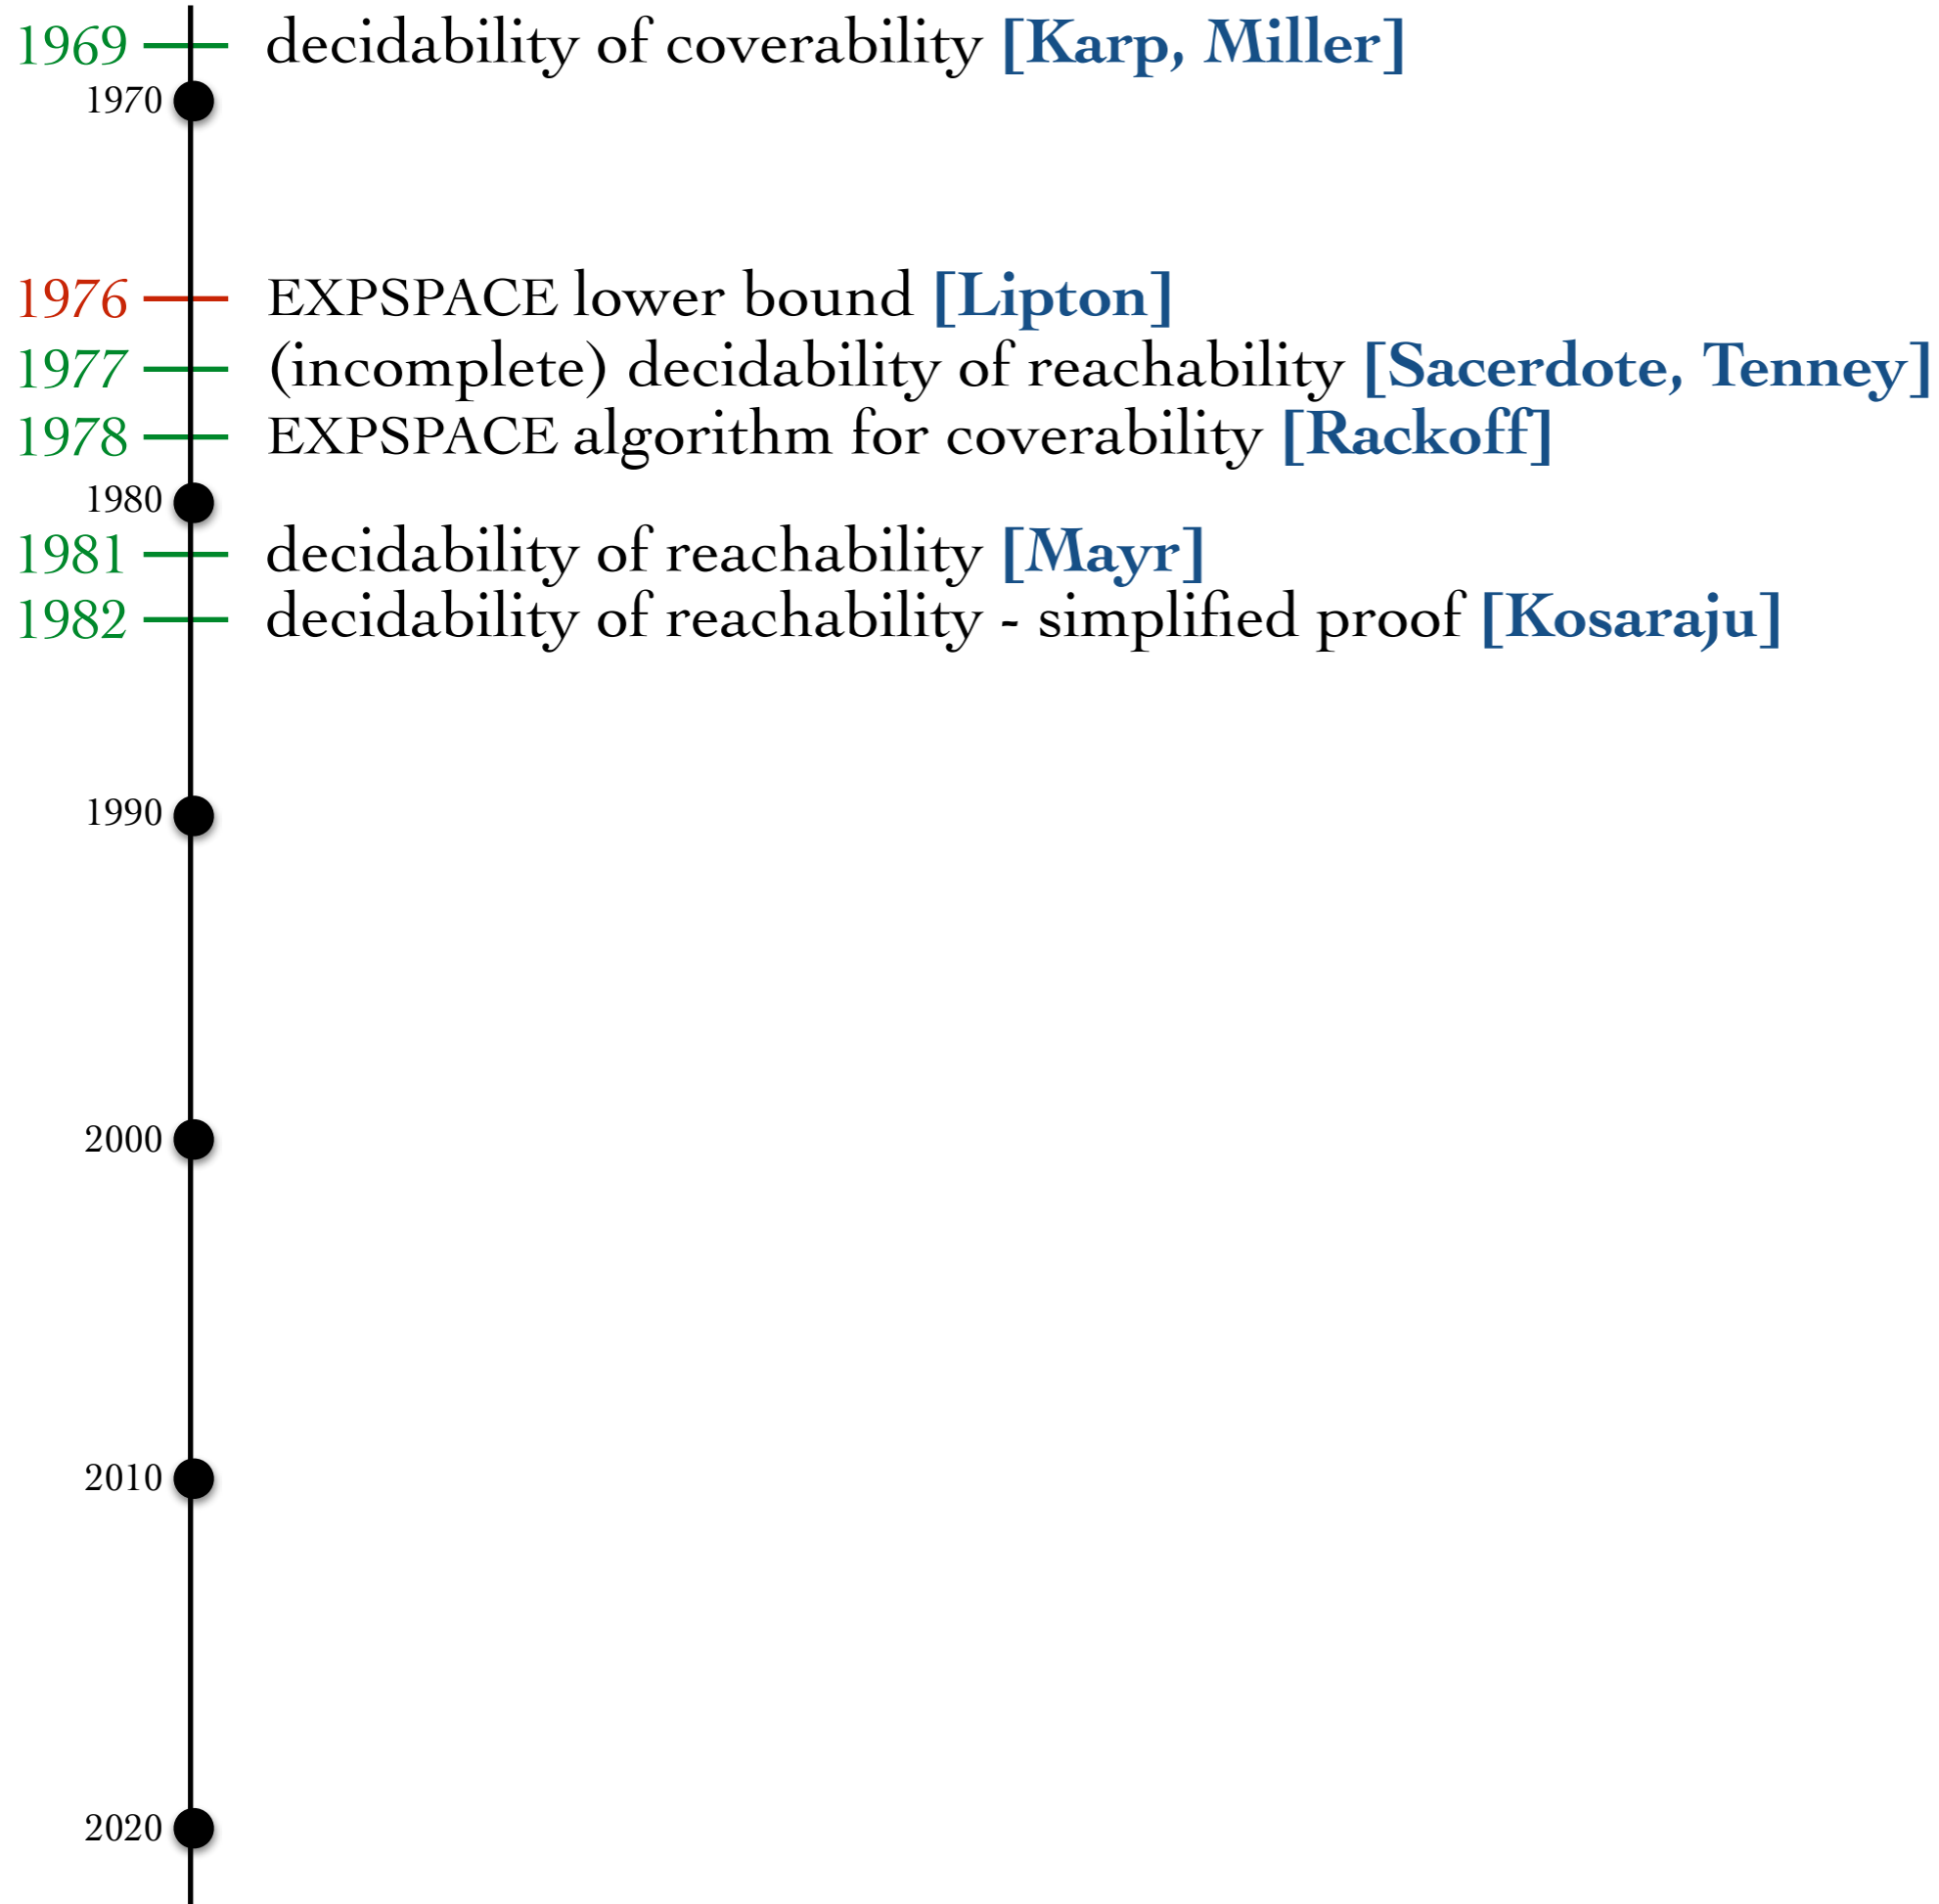 1969 decidability of coverability [Karp, Miller]
1970
1976 EXPSPACE lower bound [Lipton]
1977 (incomplete) decidability of reachability [Sacerdote, Tenney]
1978 EXPSPACE algorithm for coverability [Rackoff]
1980
1981 decidability of reachability [Mayr]
1982 decidability of reachability - simplified proof [Kosaraju]
1990
2000
2010
2020